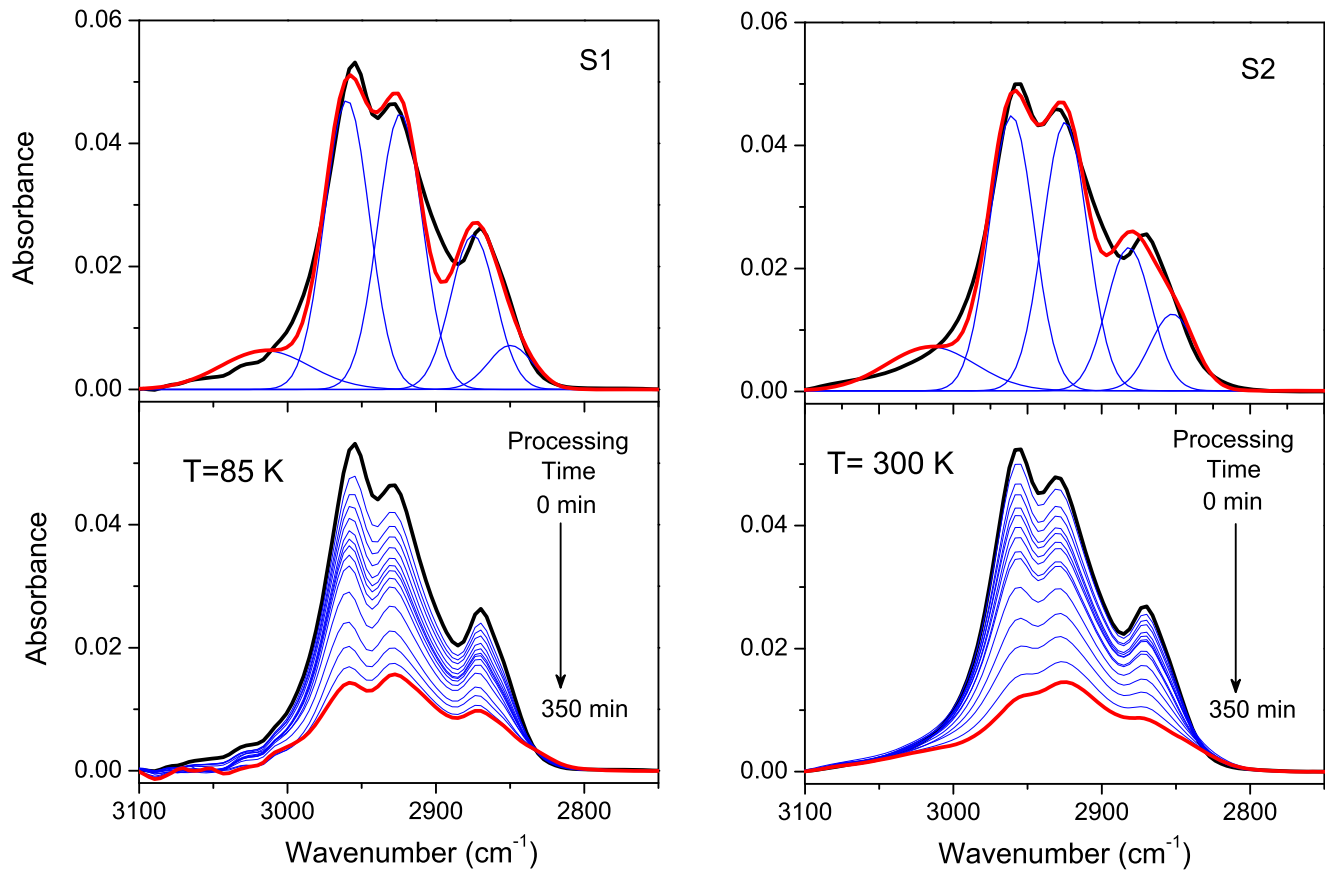 0.06
0.04
0.02
0.00
Absorbance
S1
0.06
0.04
0.02
0.00
Absorbance
S2
0.04
0.02
0.00
Absorbance
T=85 K
Processing
Time
0 min
350 min
3100
3000
2900
2800
Wavenumber (cm-1)
0.04
0.02
0.00
Absorbance
T= 300 K
Processing
Time
0 min
350 min
3100
3000
2900
2800
Wavenumber (cm-1)